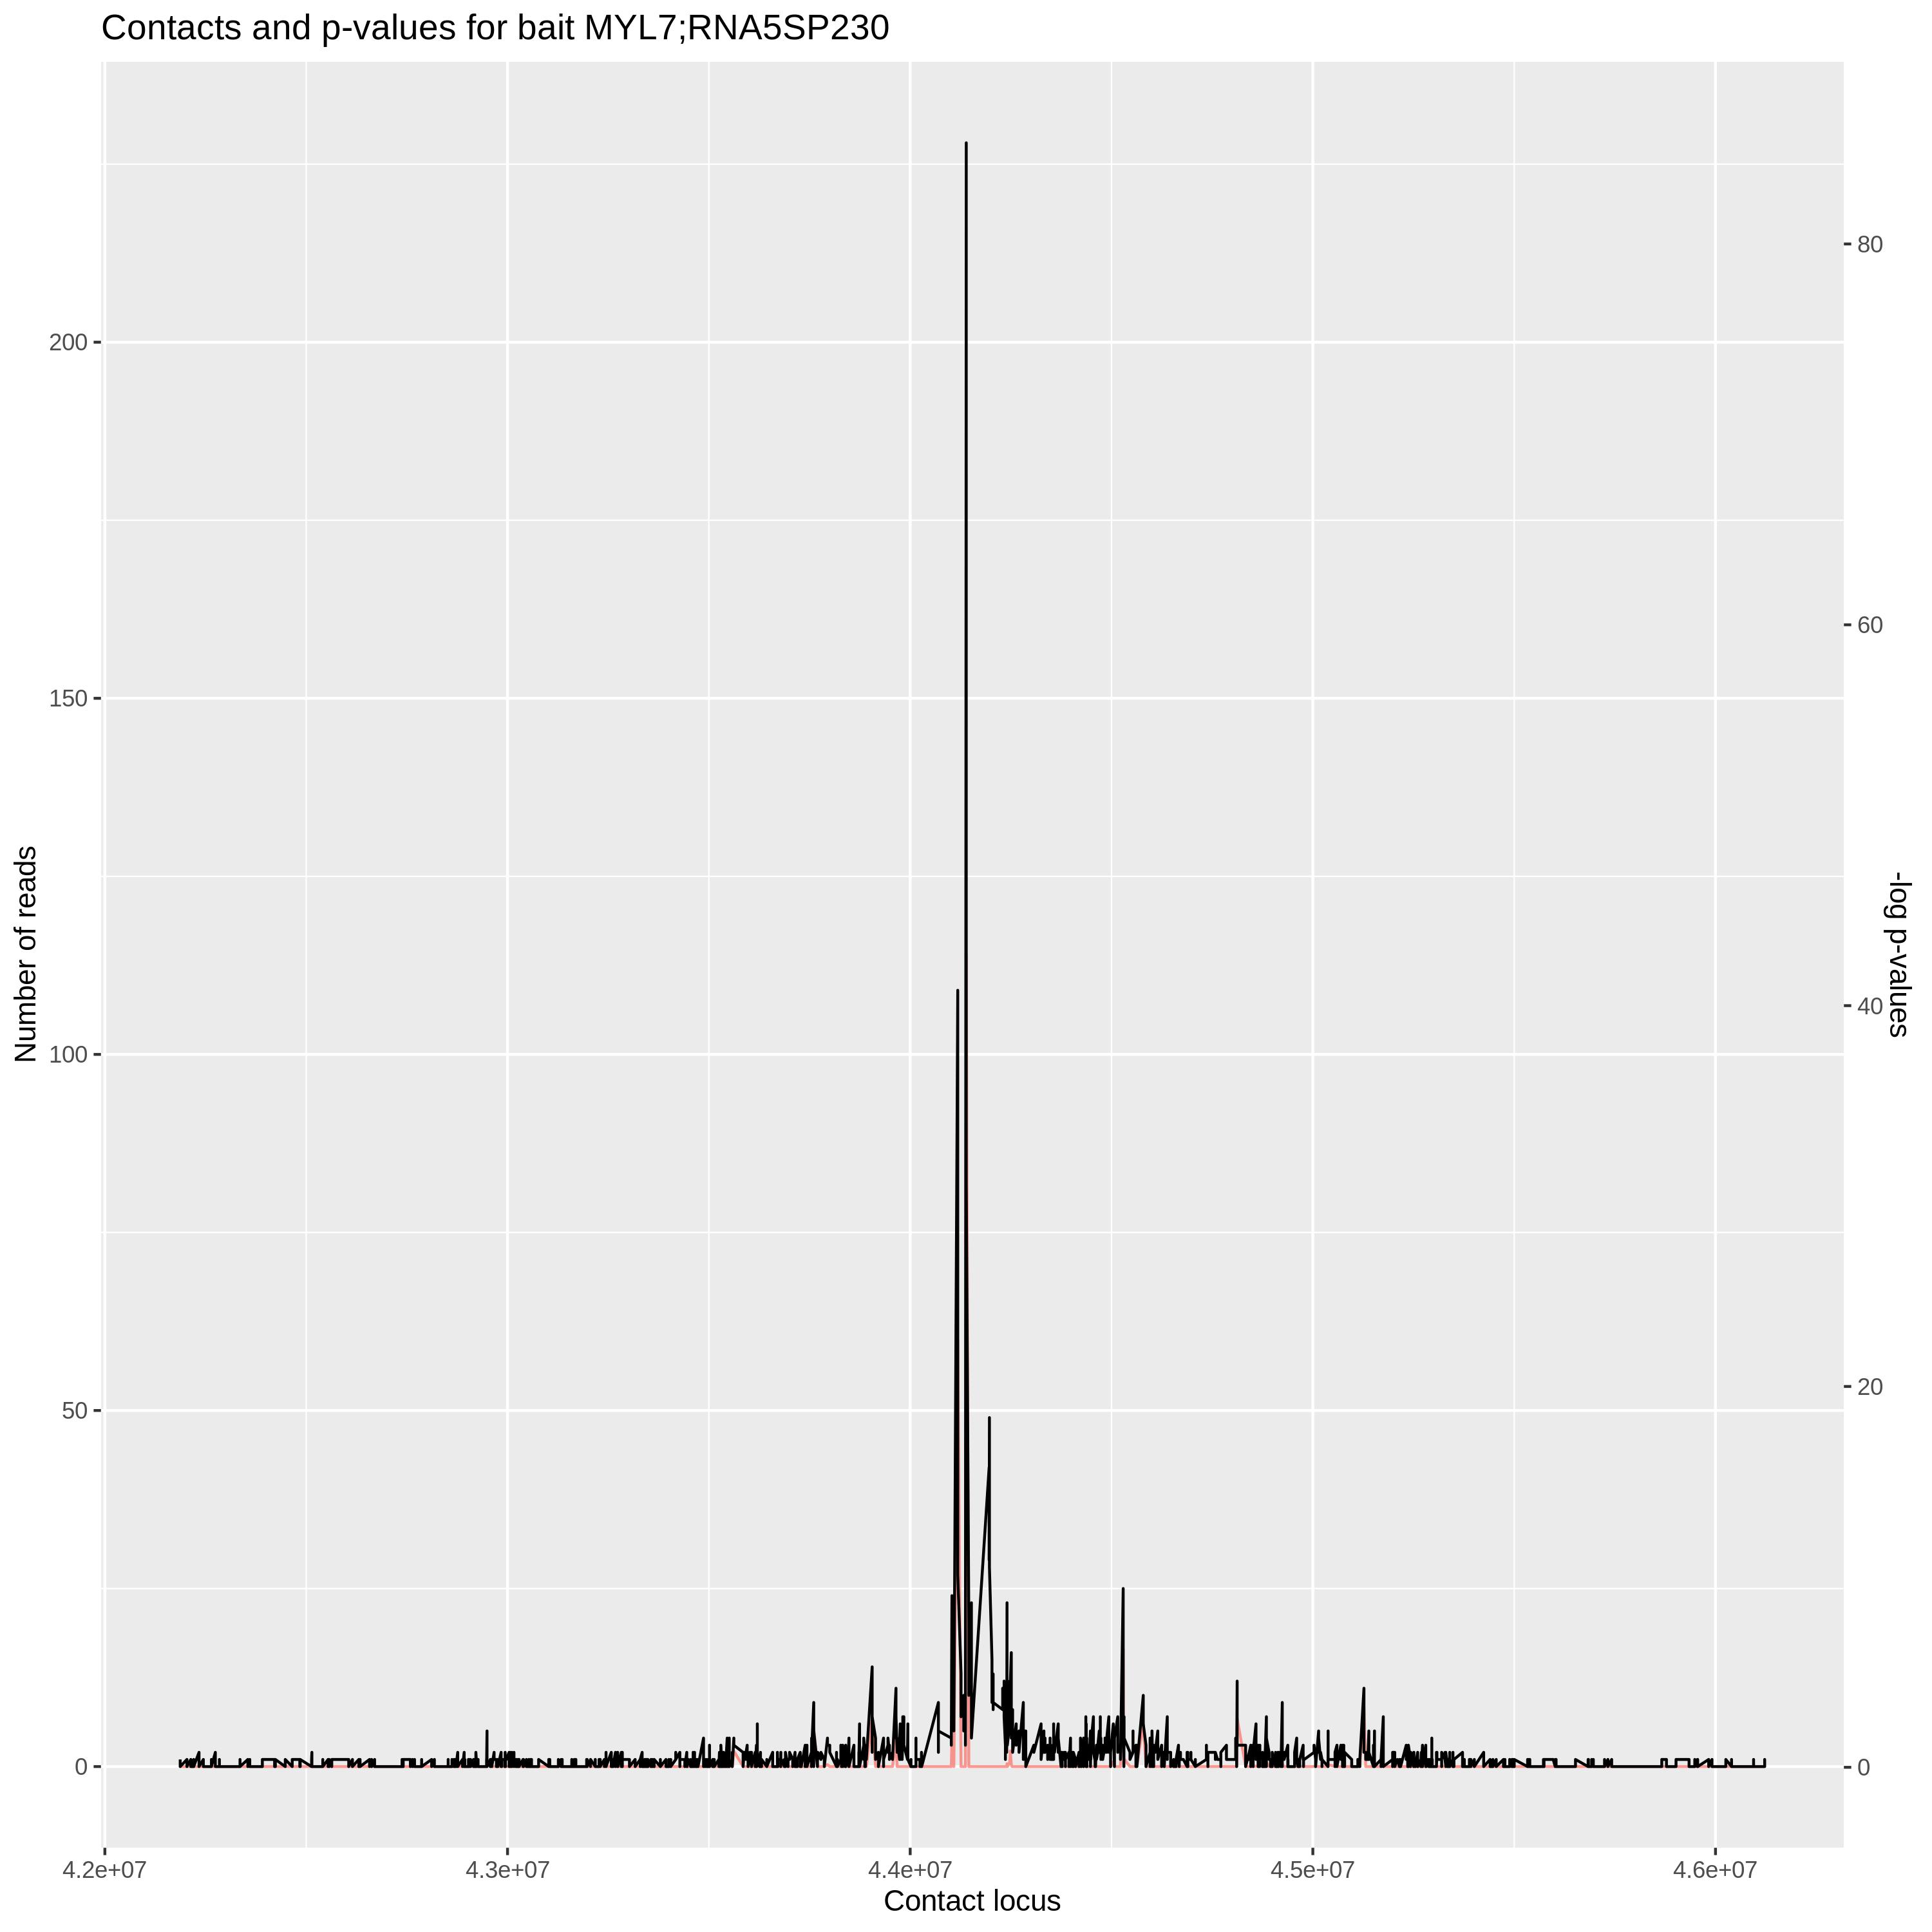 Contacts and p-values for bait MYL7;RNA5SP230
Number of reads
200
150
100
50
0
80
60
40
20
0
-log p-values
4.2e+07 4.3e+07 4.4e+07 4.5e+07 4.6e+07
Contact locus